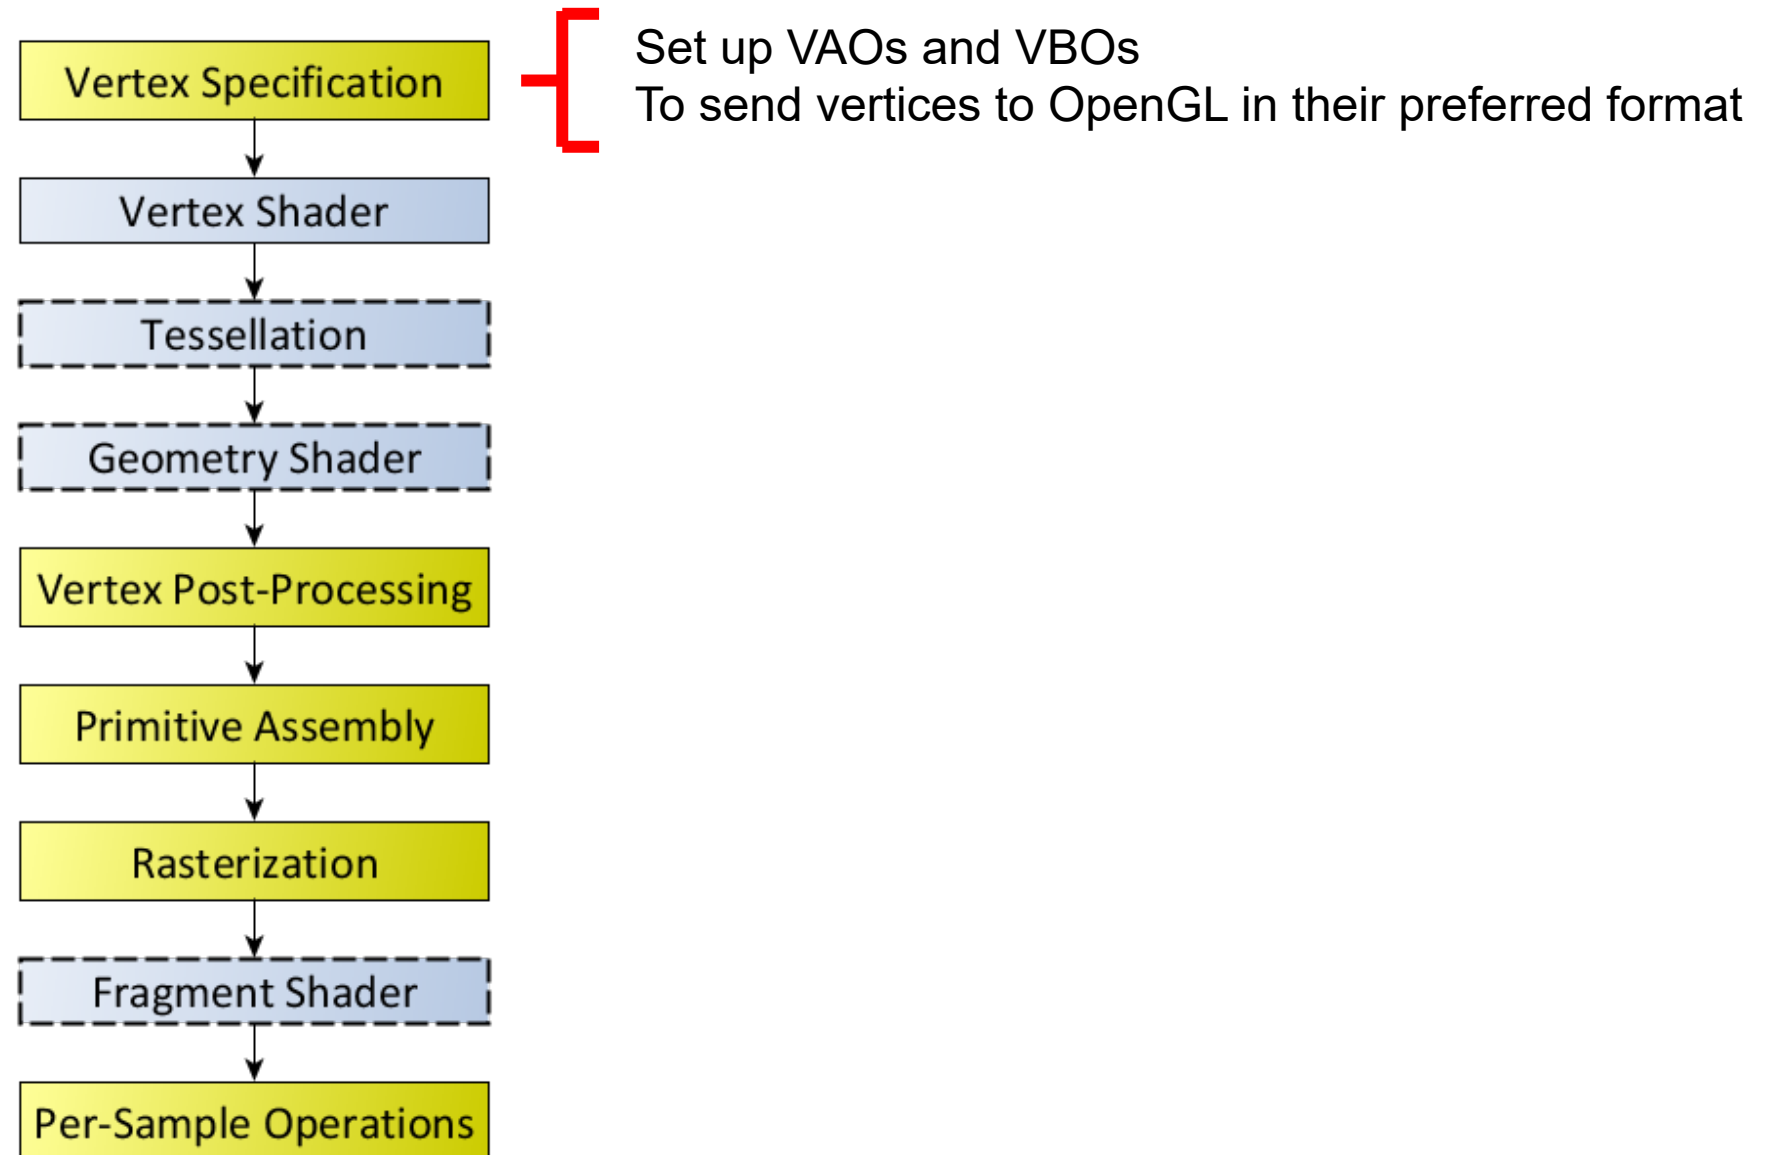 Vertex Specification
Set up VAOs and VBOs
To send vertices to OpenGL in their preferred format
Vertex Shader
Tessellation
Geometry Shader
Vertex Post-Processing
Primitive Assembly
Rasterization
Fragment Shader
Per-Sample Operations